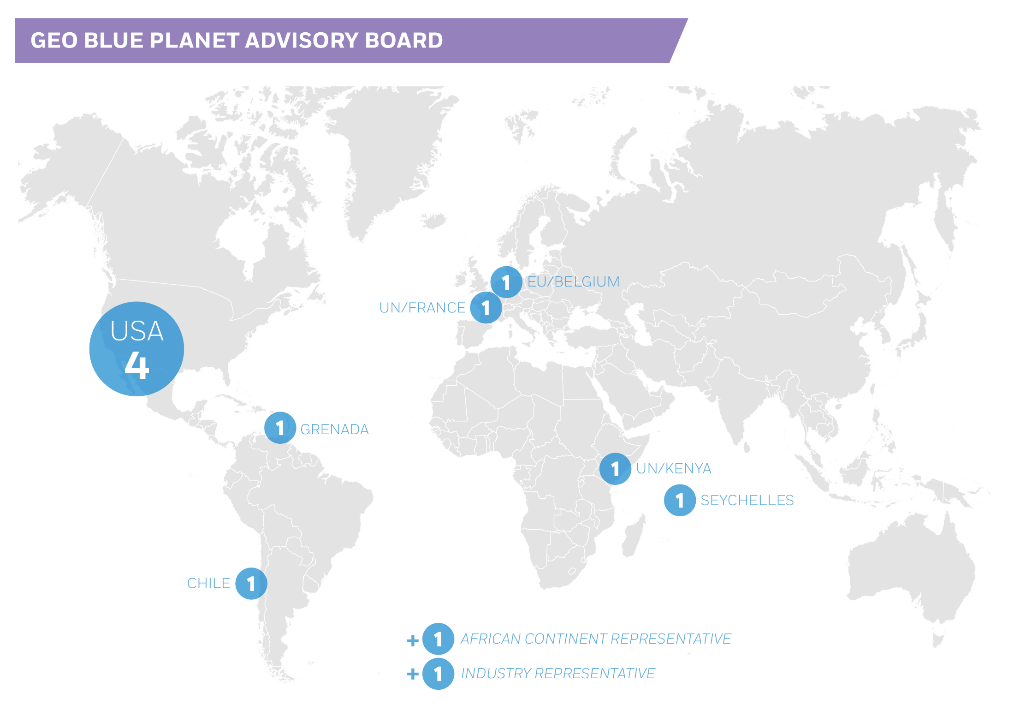 GEO BLUE PLANET ADVISORY BOARD
1 EU/BELGIUM
UN/FRANCE 1
USA
4
1 GRENADA
1 UN/KENYA
1 SEYCHELLES
CHILE 1
+ 1 AFRICAN CONTINENT REPRESENTATIVE
+ 1 INDUSTRY REPRESENTATIVE